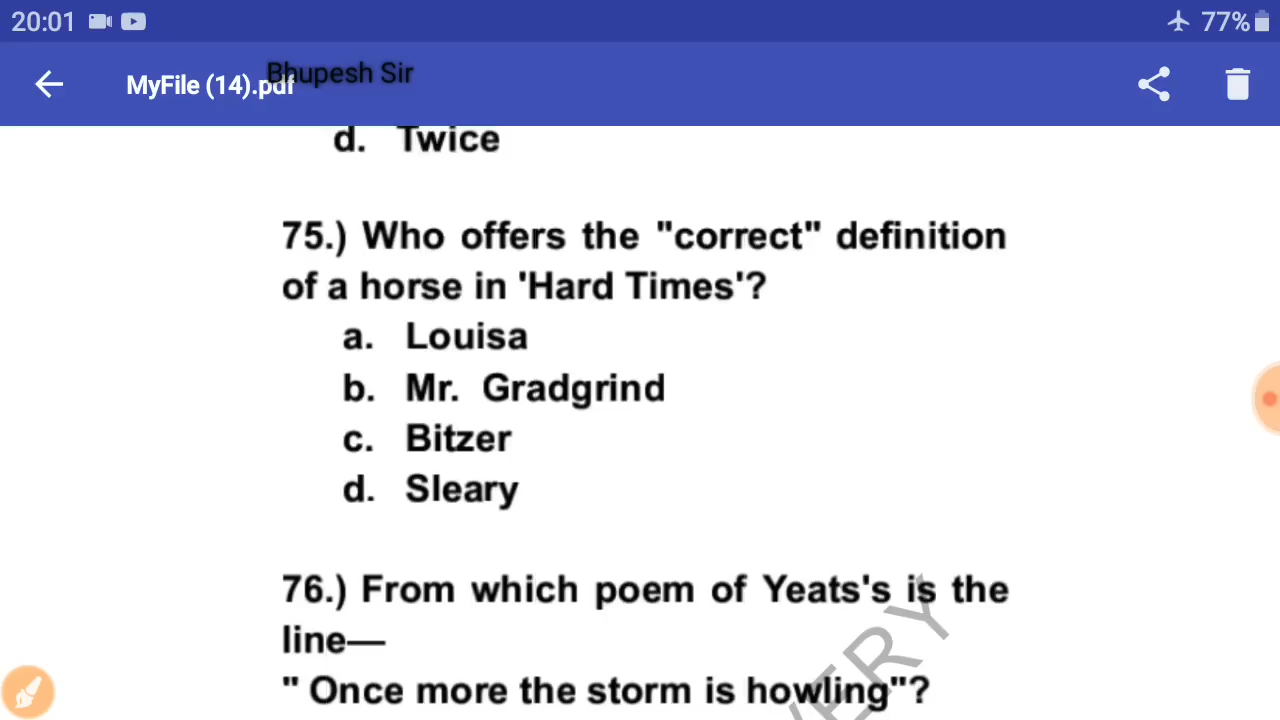 20:01 77%
Bhupesh Sir
MyFile (14).pdf
d. Twice
75.) Who offers the "correct" definition
of a horse in 'Hard Times'?
a. Louisa
b. Mr. Gradgrind
c. Bitzer
d. Sleary
76.) From which poem of Yeats's is the
line—
" Once more the storm is howling"?